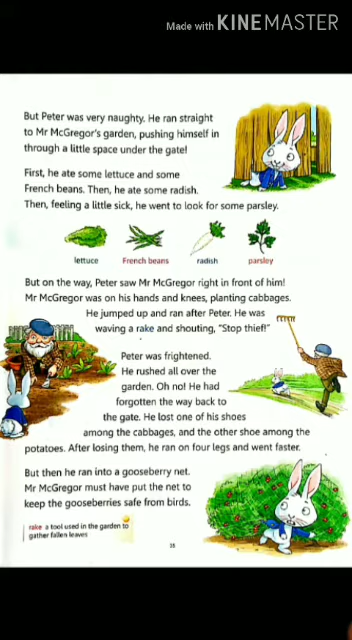 Made with KINEMASTER
But Peter was very naughty. He ran straight
to Mr McGregor's garden, pushing himself in
through a little space under the gate!
First, he ate some lettuce and some
French beans. Then, he ate some radish.
Then, feeling a little sick, he went to look for some parsley.
lettuce French beans radish parsley
But on the way, Peter saw Mr McGregor right in front of him!
Mr McGregor was on his hands and knees, planting cabbages.
He jumped up and ran after Peter. He was
waving a rake and shouting, "Stop thief!"
Peter was frightened.
He rushed all over the
garden. Oh no! He had
forgotten the way back to
the gate. He lost one of his shoes
among the cabbages, and the other shoe among the
potatoes. After losing them, he ran on four legs and went faster.
But then he ran into a gooseberry net.
Mr McGregor must have put the net to
keep the gooseberries safe from birds.
rake a tool used in the garden to
gather fallen leaves